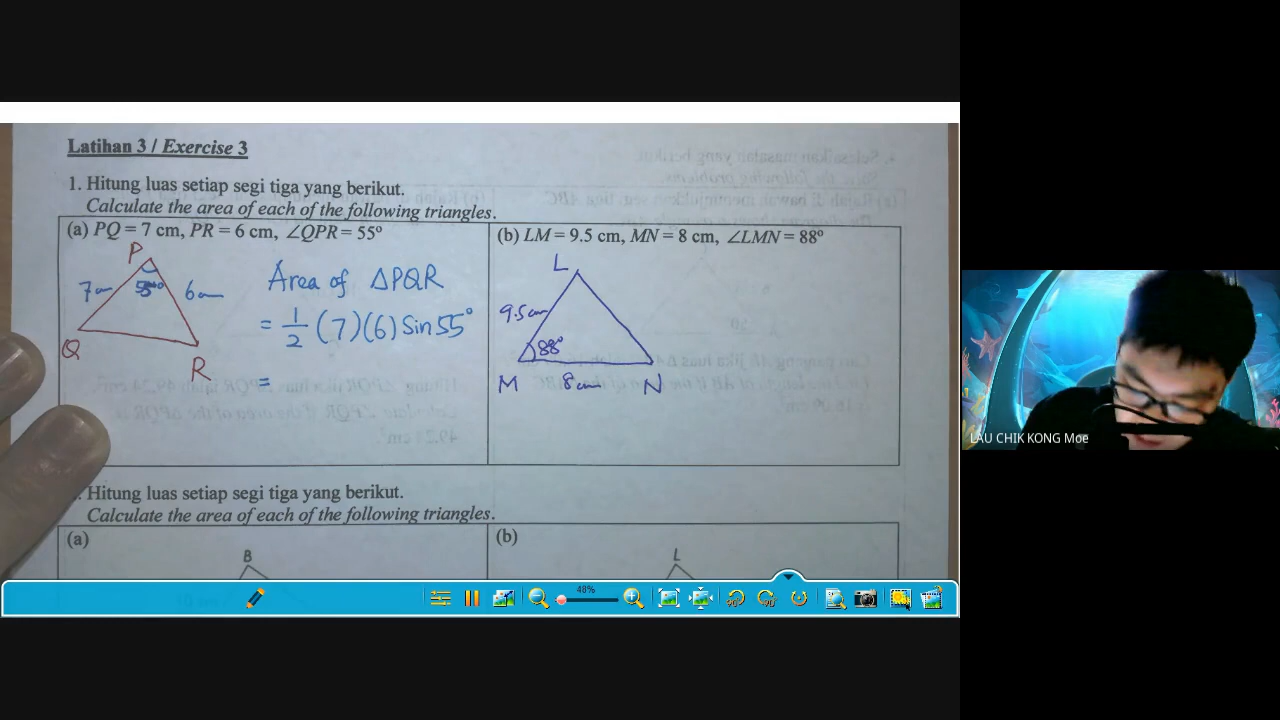 Latihan 3 / Exercise 3
1. Hitung luas setiap segi tiga yang berikut.
Calculate the area of each of the following triangles.
(a) PQ = 7 cm, PR = 6 cm, ∠QPR = 55°
P
7cm
55°
6cm
Q
R
Area of ΔPQR
= 1/2 (7)(6) Sin 55°
=
(b) LM = 9.5 cm, MN = 8 cm, ∠LMN = 88°
L
9.5cm
88°
M
8cm
N
Hitung luas setiap segi tiga yang berikut.
Calculate the area of each of the following triangles.
(a)
B
(b)
L
48%
LAU CHIK KONG Moe